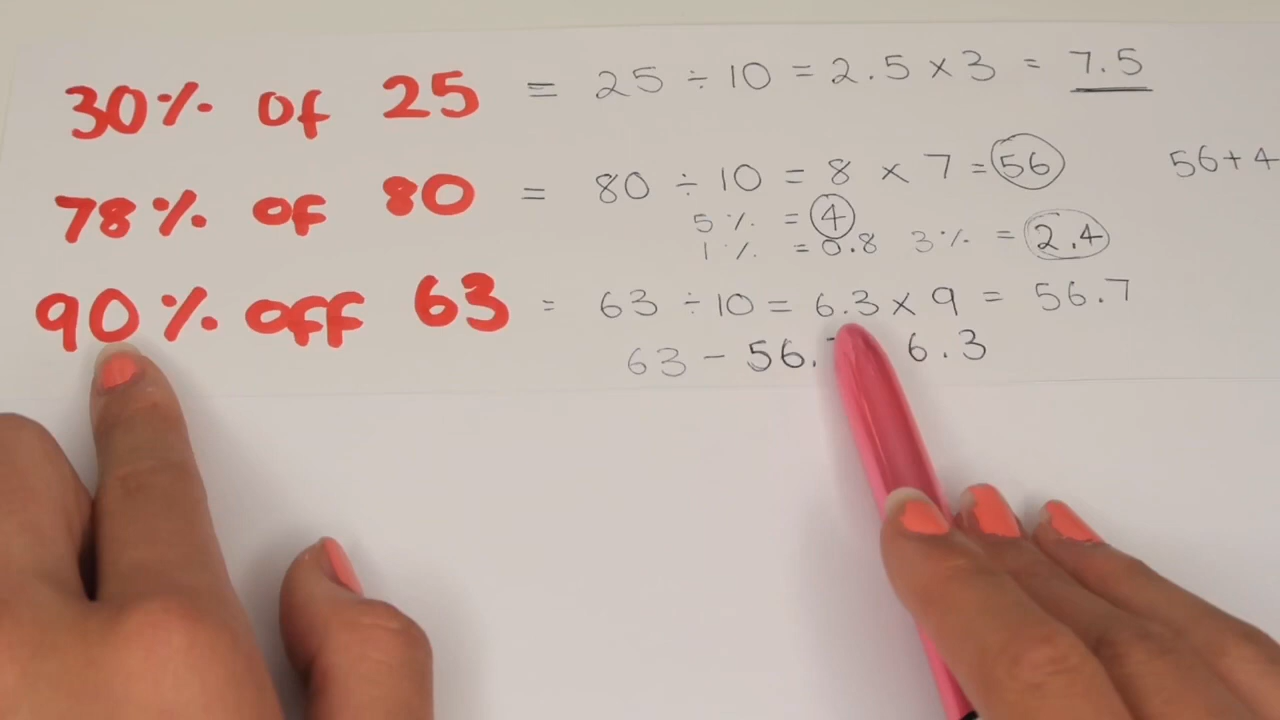 30% of 25 = 25 ÷ 10 = 2.5 × 3 = 7.5
78% of 80 = 80 ÷ 10 = 8 × 7 = 56 56+4
5% = 4
1% = 0.8 3% = 2.4
90% off 63 = 63 ÷ 10 = 6.3 × 9 = 56.7
63 - 56. 6.3